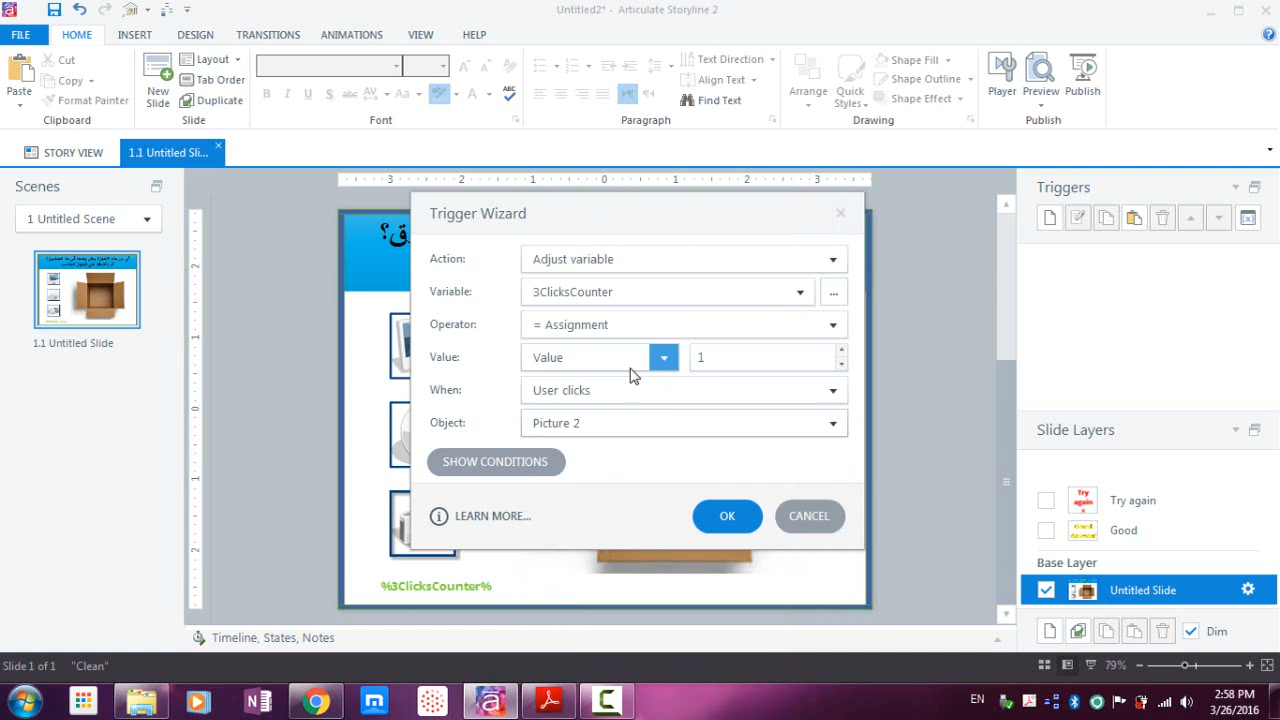 Untitled2* - Articulate Storyline 2
FILE HOME INSERT DESIGN TRANSITIONS ANIMATIONS VIEW HELP
Paste
Cut
Copy
Format Painter
Clipboard
New Slide
Layout
Tab Order
Duplicate
Slide
Font
Text Direction
Align Text
Find Text
Paragraph
Arrange
Quick Styles
Shape Fill
Shape Outline
Shape Effect
Drawing
Player
Preview
Publish
Publish
STORY VIEW
1.1 Untitled Sli...
Scenes
1 Untitled Scene
1.1 Untitled Slide
Trigger Wizard
Action: Adjust variable
Variable: 3ClicksCounter ...
Operator: = Assignment
Value: Value 1
When: User clicks
Object: Picture 2
SHOW CONDITIONS
LEARN MORE...
OK
CANCEL
%3ClicksCounter%
Triggers
Slide Layers
Try again
Try again
Good
Base Layer
Untitled Slide
Dim
Timeline, States, Notes
Slide 1 of 1 "Clean" 79%
EN
2:58 PM
3/26/2016